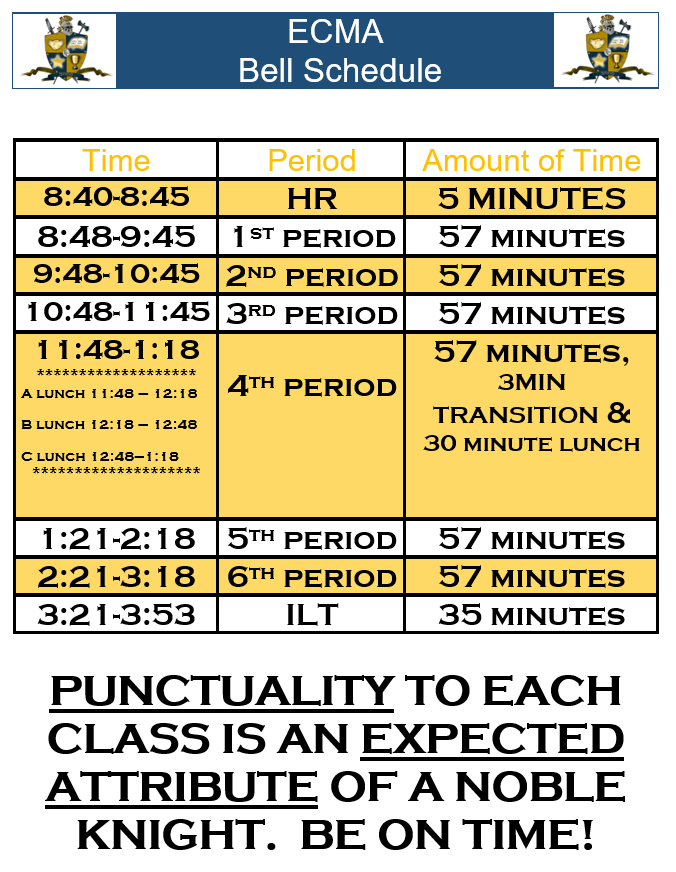 ECMA
Bell Schedule
Time Period Amount of Time
8:40-8:45 HR 5 MINUTES
8:48-9:45 1ST PERIOD 57 MINUTES
9:48-10:45 2ND PERIOD 57 MINUTES
10:48-11:45 3RD PERIOD 57 MINUTES
11:48-1:18 57 MINUTES,
******************* 3MIN
A LUNCH 11:48 – 12:18 4TH PERIOD TRANSITION &
B LUNCH 12:18 – 12:48 30 MINUTE LUNCH
C LUNCH 12:48–1:18
********************
1:21-2:18 5TH PERIOD 57 MINUTES
2:21-3:18 6TH PERIOD 57 MINUTES
3:21-3:53 ILT 35 MINUTES
PUNCTUALITY TO EACH
CLASS IS AN EXPECTED
ATTRIBUTE OF A NOBLE
KNIGHT. BE ON TIME!